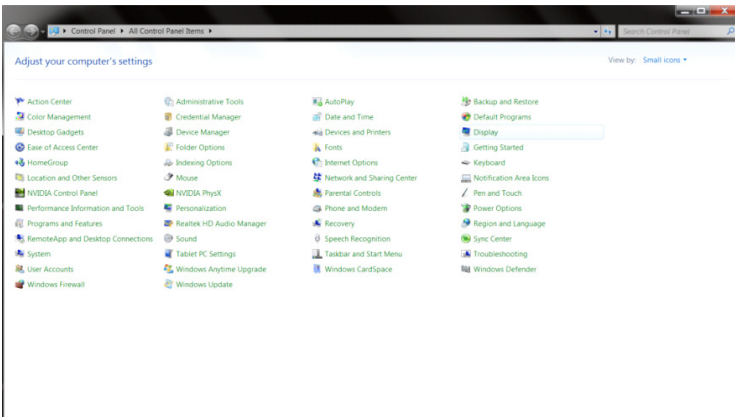 Control Panel ▸ All Control Panel Items ▸
Search Control Panel
Adjust your computer's settings
View by: Small icons
Action Center
Administrative Tools
AutoPlay
Backup and Restore
Color Management
Credential Manager
Date and Time
Default Programs
Desktop Gadgets
Device Manager
Devices and Printers
Display
Ease of Access Center
Folder Options
Fonts
Getting Started
HomeGroup
Indexing Options
Internet Options
Keyboard
Location and Other Sensors
Mouse
Network and Sharing Center
Notification Area Icons
NVIDIA Control Panel
NVIDIA PhysX
Parental Controls
Pen and Touch
Performance Information and Tools
Personalization
Phone and Modem
Power Options
Programs and Features
Realtek HD Audio Manager
Recovery
Region and Language
RemoteApp and Desktop Connections
Sound
Speech Recognition
Sync Center
System
Tablet PC Settings
Taskbar and Start Menu
Troubleshooting
User Accounts
Windows Anytime Upgrade
Windows CardSpace
Windows Defender
Windows Firewall
Windows Update